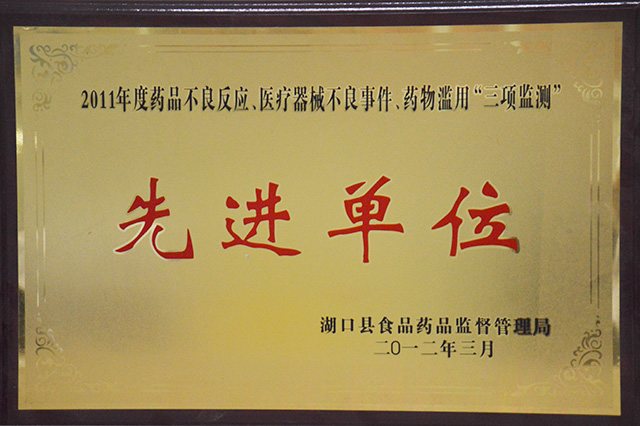 2011年度药品不良反应、医疗器械不良事件、药物滥用“三项监测”
先进单位
湖口县食品药品监督管理局
二〇一二年三月